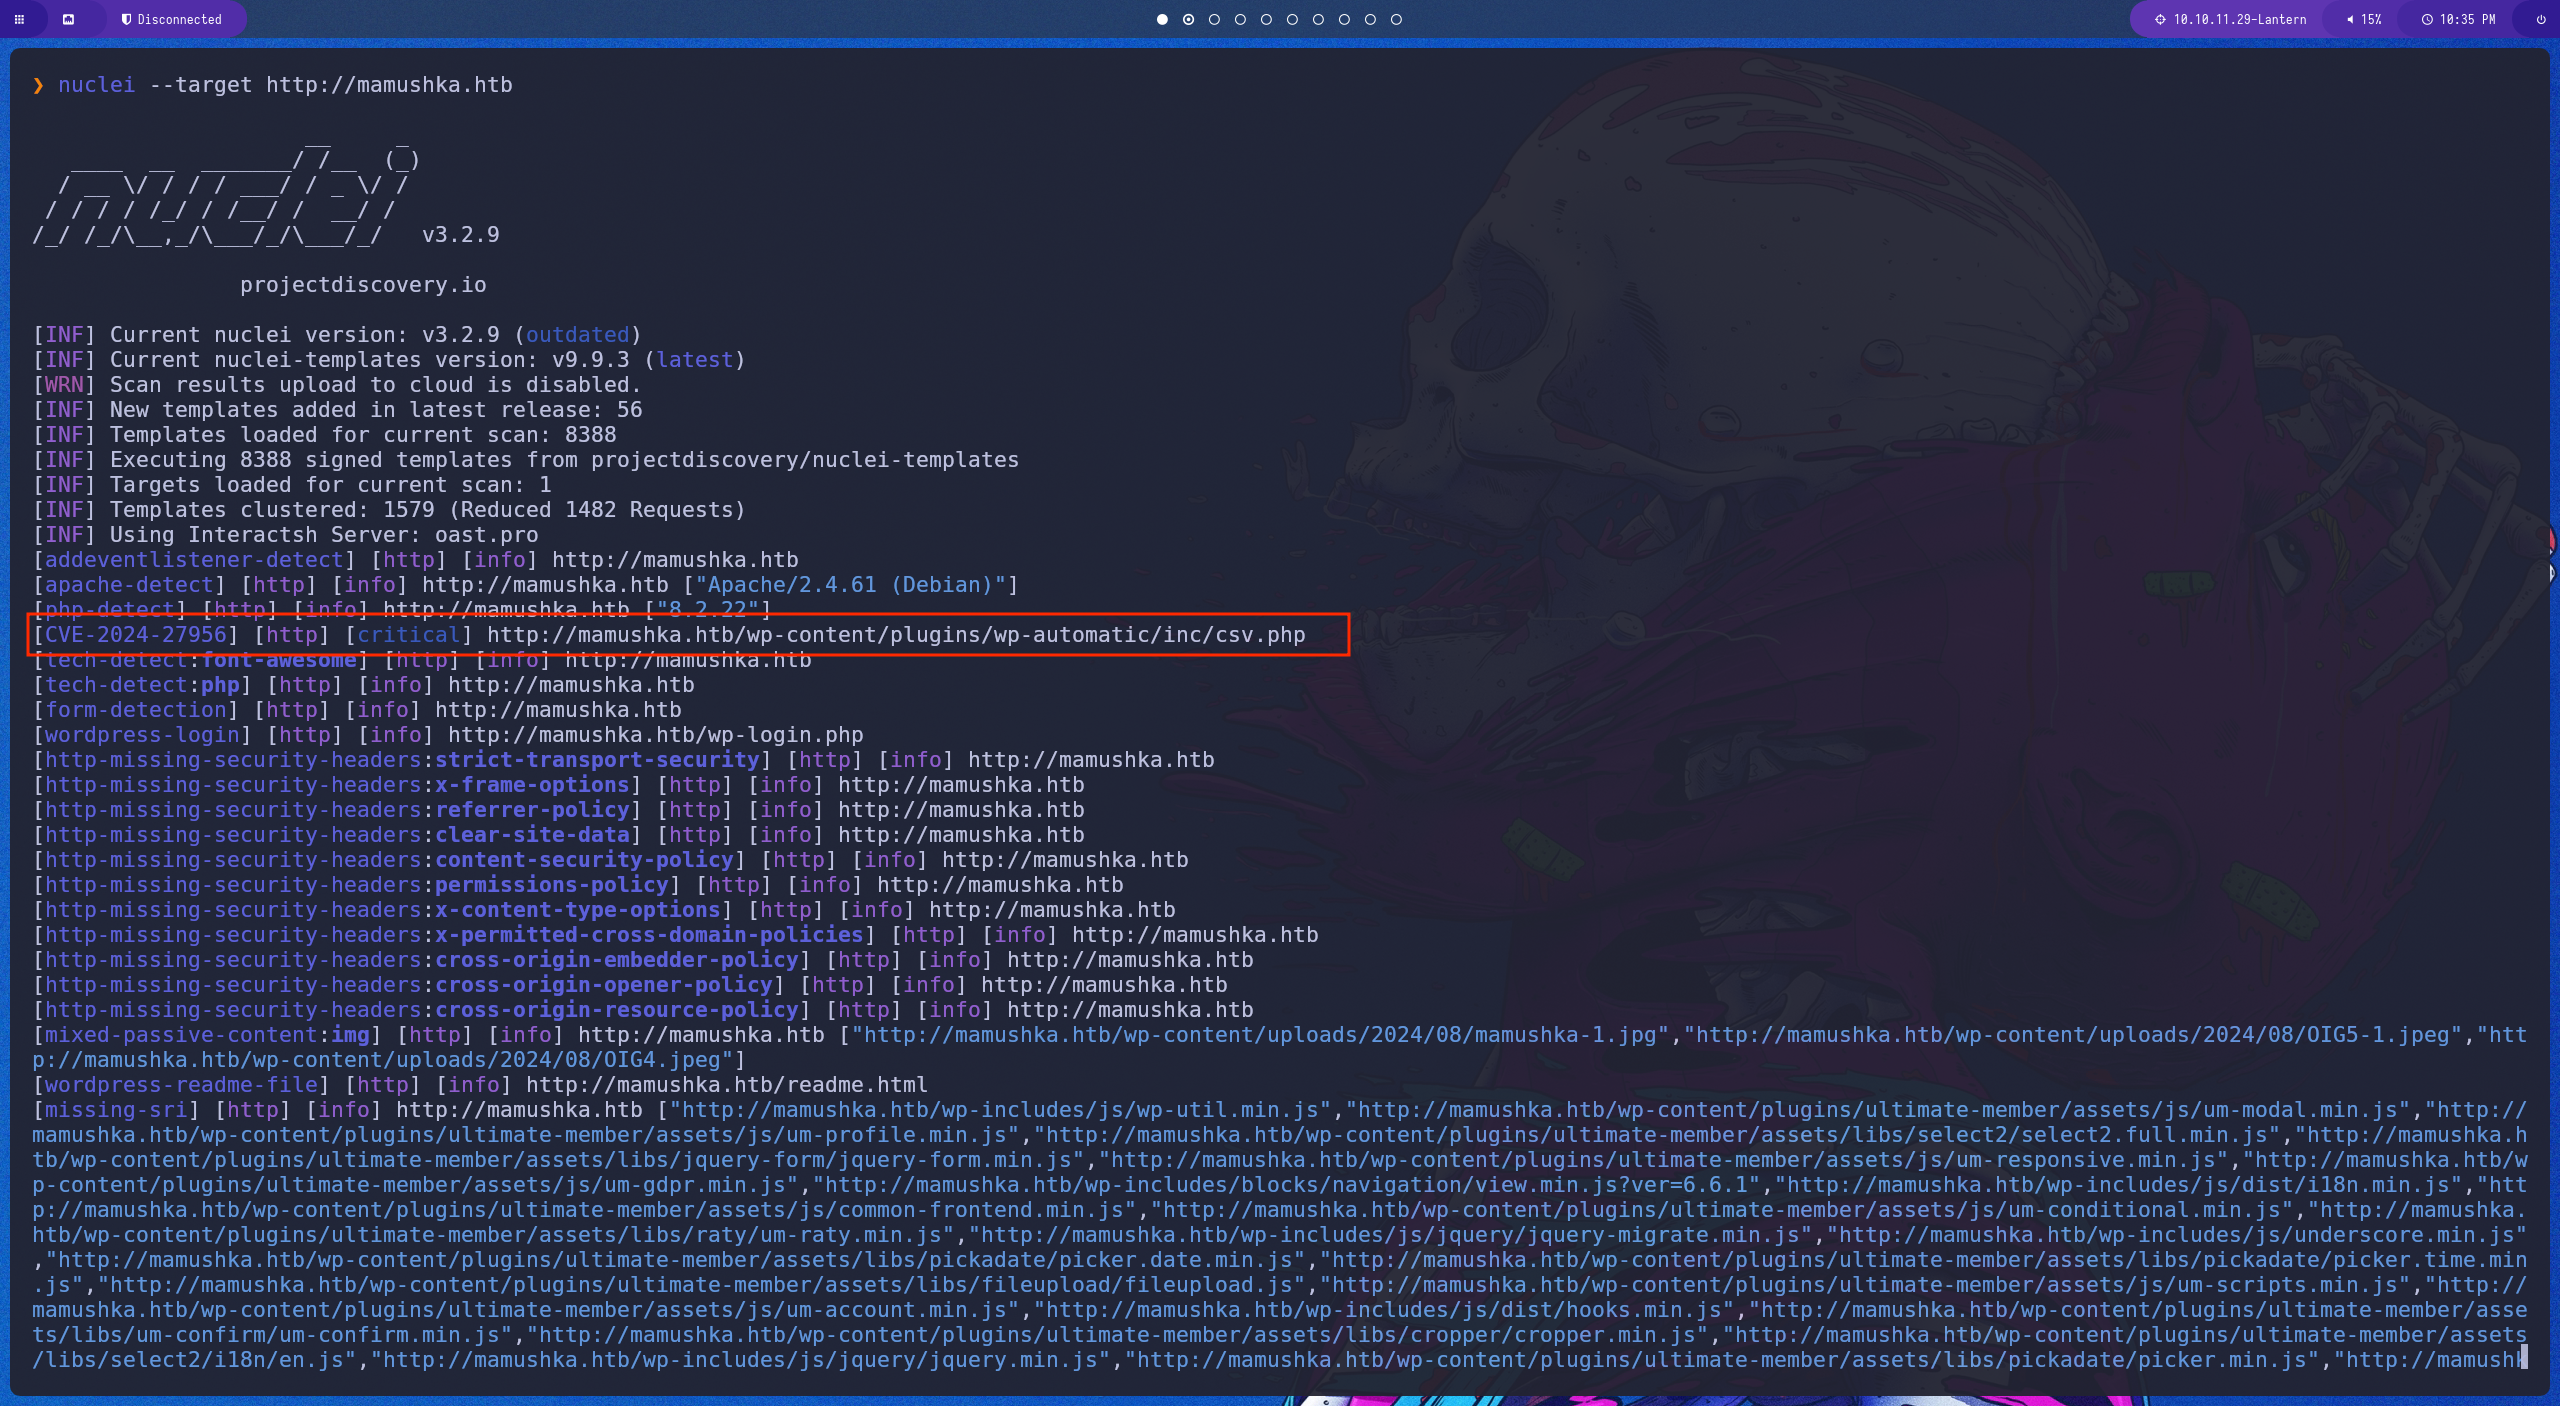 Disconnected
10.10.11.29-Lantern
15%
10:35 PM
❯ nuclei --target http://mamushka.htb
                     __     _
   ____  __  _______/ /__  (_)
  / __ \/ / / / ___/ / _ \/ /
 / / / / /_/ / /__/ /  __/ /
/_/ /_/\__,_/\___/_/\___/_/   v3.2.9
projectdiscovery.io
[INF] Current nuclei version: v3.2.9 (outdated)
[INF] Current nuclei-templates version: v9.9.3 (latest)
[WRN] Scan results upload to cloud is disabled.
[INF] New templates added in latest release: 56
[INF] Templates loaded for current scan: 8388
[INF] Executing 8388 signed templates from projectdiscovery/nuclei-templates
[INF] Targets loaded for current scan: 1
[INF] Templates clustered: 1579 (Reduced 1482 Requests)
[INF] Using Interactsh Server: oast.pro
[addeventlistener-detect] [http] [info] http://mamushka.htb
[apache-detect] [http] [info] http://mamushka.htb ["Apache/2.4.61 (Debian)"]
[php-detect] [http] [info] http://mamushka.htb ["8.2.22"]
[CVE-2024-27956] [http] [critical] http://mamushka.htb/wp-content/plugins/wp-automatic/inc/csv.php
[tech-detect:font-awesome] [http] [info] http://mamushka.htb
[tech-detect:php] [http] [info] http://mamushka.htb
[form-detection] [http] [info] http://mamushka.htb
[wordpress-login] [http] [info] http://mamushka.htb/wp-login.php
[http-missing-security-headers:strict-transport-security] [http] [info] http://mamushka.htb
[http-missing-security-headers:x-frame-options] [http] [info] http://mamushka.htb
[http-missing-security-headers:referrer-policy] [http] [info] http://mamushka.htb
[http-missing-security-headers:clear-site-data] [http] [info] http://mamushka.htb
[http-missing-security-headers:content-security-policy] [http] [info] http://mamushka.htb
[http-missing-security-headers:permissions-policy] [http] [info] http://mamushka.htb
[http-missing-security-headers:x-content-type-options] [http] [info] http://mamushka.htb
[http-missing-security-headers:x-permitted-cross-domain-policies] [http] [info] http://mamushka.htb
[http-missing-security-headers:cross-origin-embedder-policy] [http] [info] http://mamushka.htb
[http-missing-security-headers:cross-origin-opener-policy] [http] [info] http://mamushka.htb
[http-missing-security-headers:cross-origin-resource-policy] [http] [info] http://mamushka.htb
[mixed-passive-content:img] [http] [info] http://mamushka.htb ["http://mamushka.htb/wp-content/uploads/2024/08/mamushka-1.jpg","http://mamushka.htb/wp-content/uploads/2024/08/OIG5-1.jpeg","htt
p://mamushka.htb/wp-content/uploads/2024/08/OIG4.jpeg"]
[wordpress-readme-file] [http] [info] http://mamushka.htb/readme.html
[missing-sri] [http] [info] http://mamushka.htb ["http://mamushka.htb/wp-includes/js/wp-util.min.js","http://mamushka.htb/wp-content/plugins/ultimate-member/assets/js/um-modal.min.js","http://
mamushka.htb/wp-content/plugins/ultimate-member/assets/js/um-profile.min.js","http://mamushka.htb/wp-content/plugins/ultimate-member/assets/libs/select2/select2.full.min.js","http://mamushka.h
tb/wp-content/plugins/ultimate-member/assets/libs/jquery-form/jquery-form.min.js","http://mamushka.htb/wp-content/plugins/ultimate-member/assets/js/um-responsive.min.js","http://mamushka.htb/w
p-content/plugins/ultimate-member/assets/js/um-gdpr.min.js","http://mamushka.htb/wp-includes/blocks/navigation/view.min.js?ver=6.6.1","http://mamushka.htb/wp-includes/js/dist/i18n.min.js","htt
p://mamushka.htb/wp-content/plugins/ultimate-member/assets/js/common-frontend.min.js","http://mamushka.htb/wp-content/plugins/ultimate-member/assets/js/um-conditional.min.js","http://mamushka.
htb/wp-content/plugins/ultimate-member/assets/libs/raty/um-raty.min.js","http://mamushka.htb/wp-includes/js/jquery/jquery-migrate.min.js","http://mamushka.htb/wp-includes/js/underscore.min.js"
,"http://mamushka.htb/wp-content/plugins/ultimate-member/assets/libs/pickadate/picker.date.min.js","http://mamushka.htb/wp-content/plugins/ultimate-member/assets/libs/pickadate/picker.time.min
.js","http://mamushka.htb/wp-content/plugins/ultimate-member/assets/libs/fileupload/fileupload.js","http://mamushka.htb/wp-content/plugins/ultimate-member/assets/js/um-scripts.min.js","http://
mamushka.htb/wp-content/plugins/ultimate-member/assets/js/um-account.min.js","http://mamushka.htb/wp-includes/js/dist/hooks.min.js","http://mamushka.htb/wp-content/plugins/ultimate-member/asse
ts/libs/um-confirm/um-confirm.min.js","http://mamushka.htb/wp-content/plugins/ultimate-member/assets/libs/cropper/cropper.min.js","http://mamushka.htb/wp-content/plugins/ultimate-member/assets
/libs/select2/i18n/en.js","http://mamushka.htb/wp-includes/js/jquery/jquery.min.js","http://mamushka.htb/wp-content/plugins/ultimate-member/assets/libs/pickadate/picker.min.js","http://mamushk